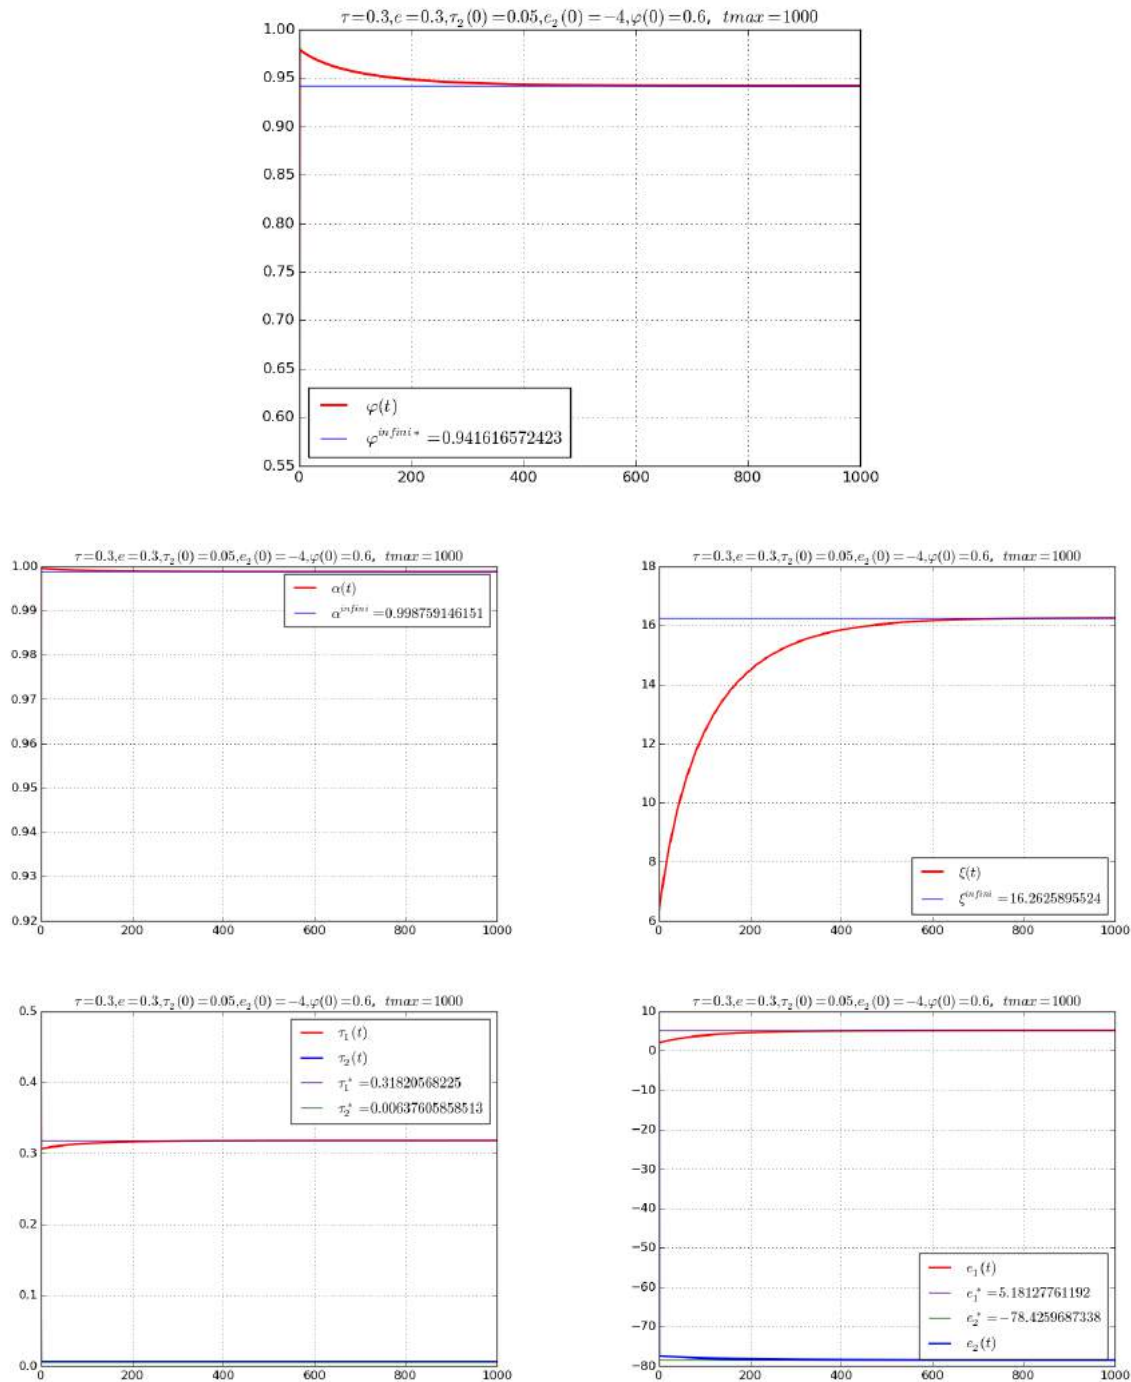 τ=0.3,e=0.3,τ₂(0)=0.05,e₂(0)=−4,φ(0)=0.6, tmax=1000
1.00
0.95
0.90
0.85
0.80
0.75
0.70
0.65
0.60
0.55
φ(t)
φ^{infini*}=0.941616572423
0 200 400 600 800 1000
τ=0.3,e=0.3,τ₂(0)=0.05,e₂(0)=−4,φ(0)=0.6, tmax=1000
1.00
0.99
0.98
0.97
0.96
0.95
0.94
0.93
0.92
α(t)
α^{infini}=0.998759146151
0 200 400 600 800 1000
τ=0.3,e=0.3,τ₂(0)=0.05,e₂(0)=−4,φ(0)=0.6, tmax=1000
18
16
14
12
10
8
6
ξ(t)
ξ^{infini}=16.2625895524
0 200 400 600 800 1000
τ=0.3,e=0.3,τ₂(0)=0.05,e₂(0)=−4,φ(0)=0.6, tmax=1000
0.5
0.4
0.3
0.2
0.1
0.0
τ₁(t)
τ₂(t)
τ₁*=0.31820568225
τ₂*=0.00637605858513
0 200 400 600 800 1000
τ=0.3,e=0.3,τ₂(0)=0.05,e₂(0)=−4,φ(0)=0.6, tmax=1000
10
0
−10
−20
−30
−40
−50
−60
−70
−80
e₁(t)
e₁*=5.18127761192
e₂*=−78.4259687338
e₂(t)
0 200 400 600 800 1000